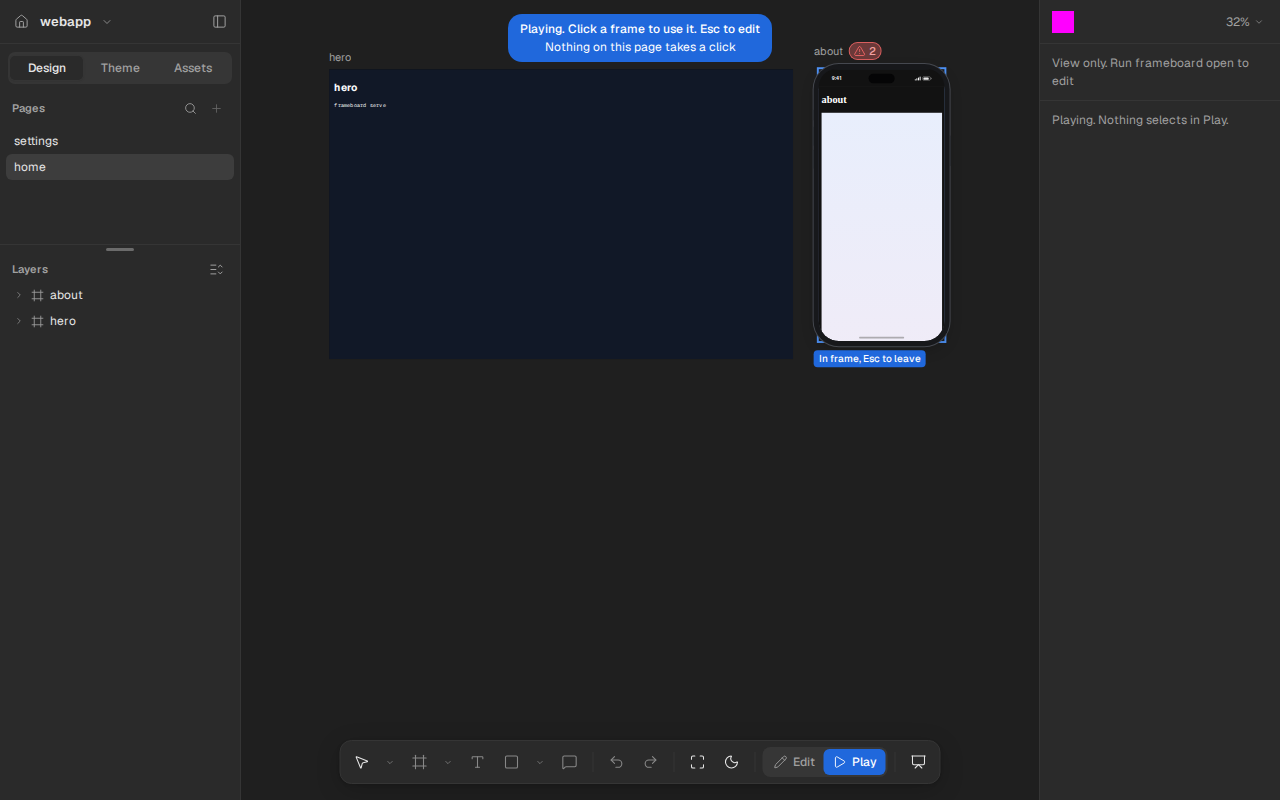 webapp
Design
Theme
Assets
Pages
settings
home
Layers
about
hero
Playing. Click a frame to use it. Esc to edit
Nothing on this page takes a click
hero
hero
frameboard serve
about
2
9:41
about
In frame, Esc to leave
Edit
Play
32%
View only. Run frameboard open to
edit
Playing. Nothing selects in Play.